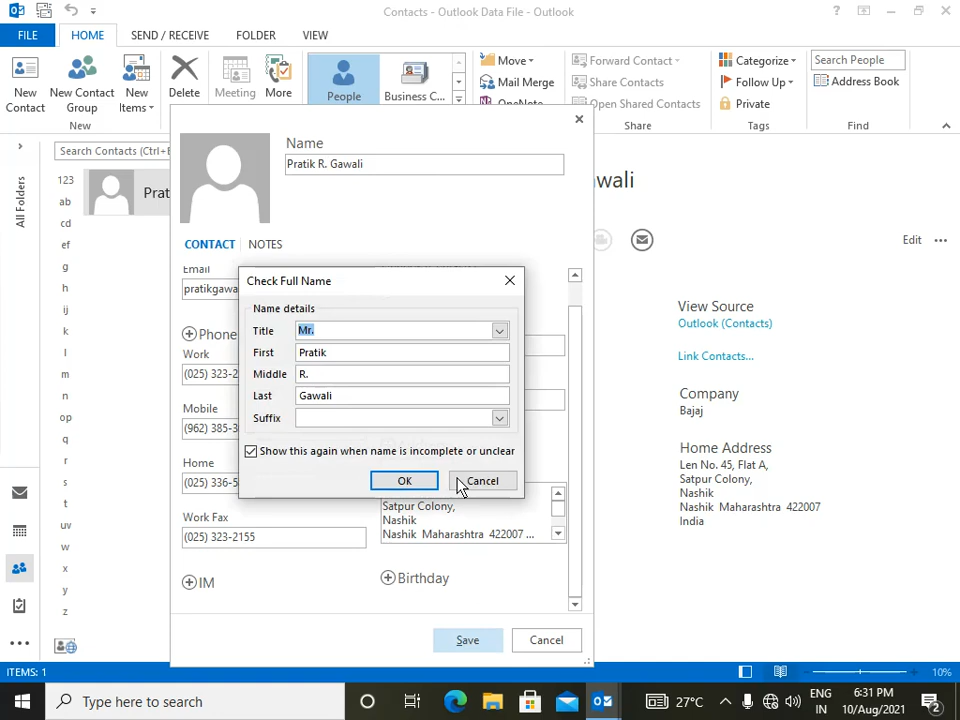 Contacts - Outlook Data File - Outlook
FILE
HOME
SEND / RECEIVE
FOLDER
VIEW
New Contact
New Contact Group
New Items
Delete
Meeting
More
People
Business C...
Move
Mail Merge
OneNote
Forward Contact
Share Contacts
Open Shared Contacts
Categorize
Follow Up
Private
Search People
Address Book
New
Share
Tags
Find
All Folders
Search Contacts (Ctrl+E
123
ab
cd
ef
g
h
ij
k
l
m
n
op
q
r
s
t
uv
w
x
y
z
Prat
Name
Pratik R. Gawali
CONTACT
NOTES
Email
pratikgawa
Phone
Work
(025) 323-2
Mobile
(962) 385-3
Home
(025) 336-5
Work Fax
(025) 323-2155
IM
Satpur Colony,
Nashik
Nashik Maharashtra 422007 ...
Birthday
Save
Cancel
Check Full Name
Name details
Title
Mr.
First
Pratik
Middle
R.
Last
Gawali
Suffix
Show this again when name is incomplete or unclear
OK
Cancel
awali
Edit
View Source
Outlook (Contacts)
Link Contacts...
Company
Bajaj
Home Address
Len No. 45, Flat A,
Satpur Colony,
Nashik
Nashik Maharashtra 422007
India
ITEMS: 1
10%
Type here to search
27°C
ENG
IN
6:31 PM
10/Aug/2021
2